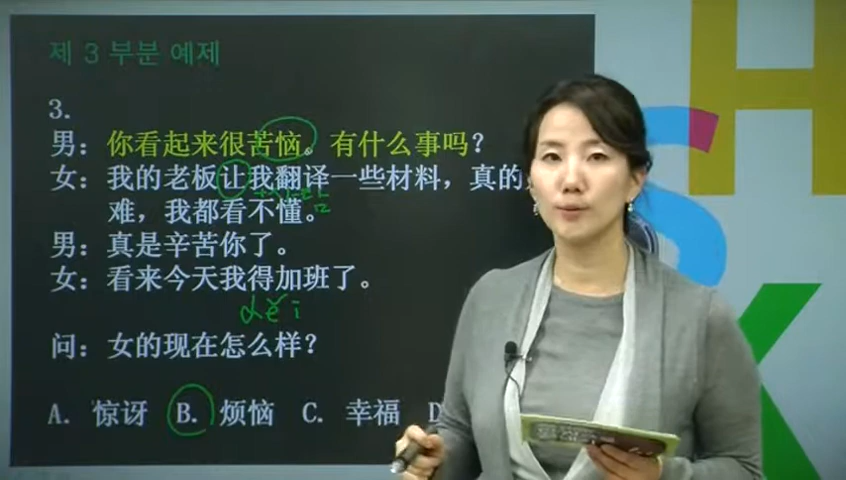 제 3 부분 예제
3.
男：你看起来很苦恼。有什么事吗？
女：我的老板让我翻译一些材料，真的
难，我都看不懂。
男：真是辛苦你了。
女：看来今天我得加班了。
děi
问：女的现在怎么样？
A. 惊讶 B. 烦恼 C. 幸福 D
H
S
K